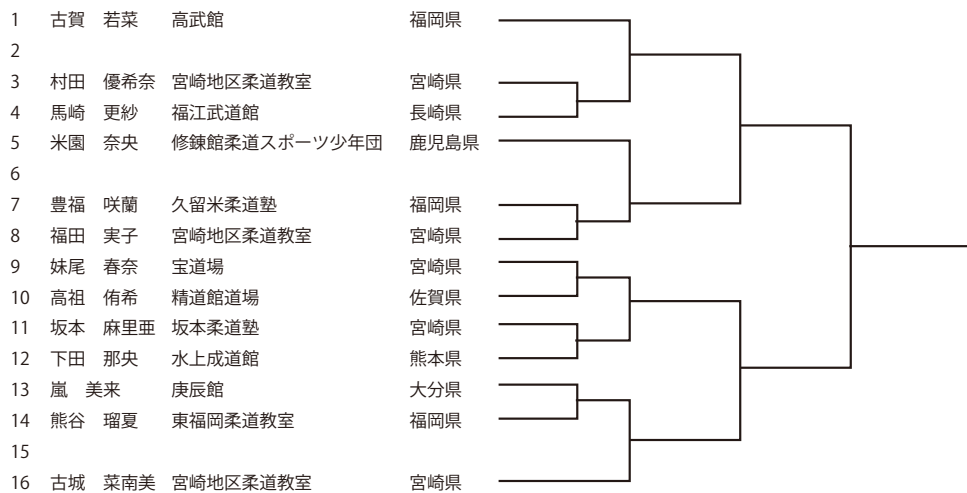 1 古賀 若菜 高武館 福岡県
2
3 村田 優希奈 宮崎地区柔道教室 宮崎県
4 馬崎 更紗 福江武道館 長崎県
5 米園 奈央 修錬館柔道スポーツ少年団 鹿児島県
6
7 豊福 咲蘭 久留米柔道塾 福岡県
8 福田 実子 宮崎地区柔道教室 宮崎県
9 妹尾 春奈 宝道場 宮崎県
10 高祖 侑希 精道館道場 佐賀県
11 坂本 麻里亜 坂本柔道塾 宮崎県
12 下田 那央 水上成道館 熊本県
13 嵐 美来 庚辰館 大分県
14 熊谷 瑠夏 東福岡柔道教室 福岡県
15
16 古城 菜南美 宮崎地区柔道教室 宮崎県